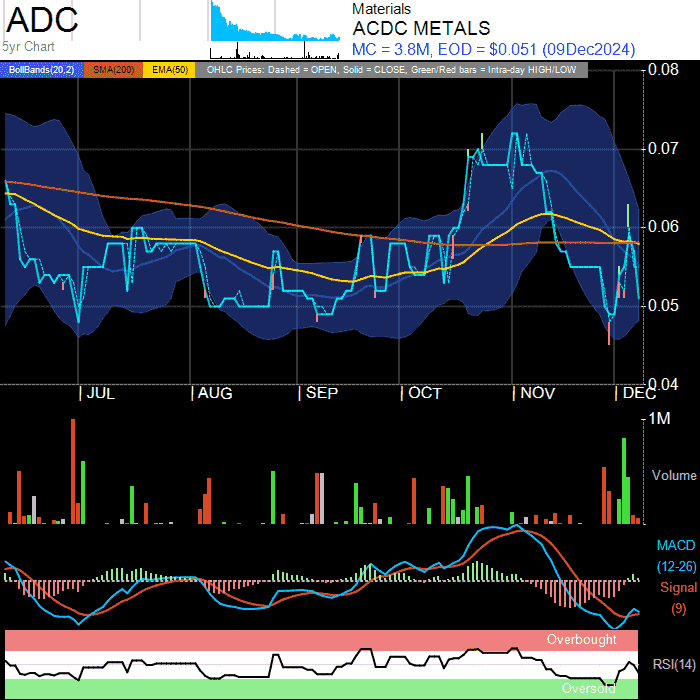 ADC
5yr Chart
Materials
ACDC METALS
MC = 3.8M, EOD = $0.051 (09Dec2024)
BollBands(20,2) SMA(200) EMA(50) OHLC Prices: Dashed = OPEN, Solid = CLOSE, Green/Red bars = Intra-day HIGH/LOW
0.08
0.07
0.06
0.05
0.04
JUL AUG SEP OCT NOV DEC
1M
Volume
MACD
(12-26)
Signal
(9)
Overbought
RSI(14)
Oversold